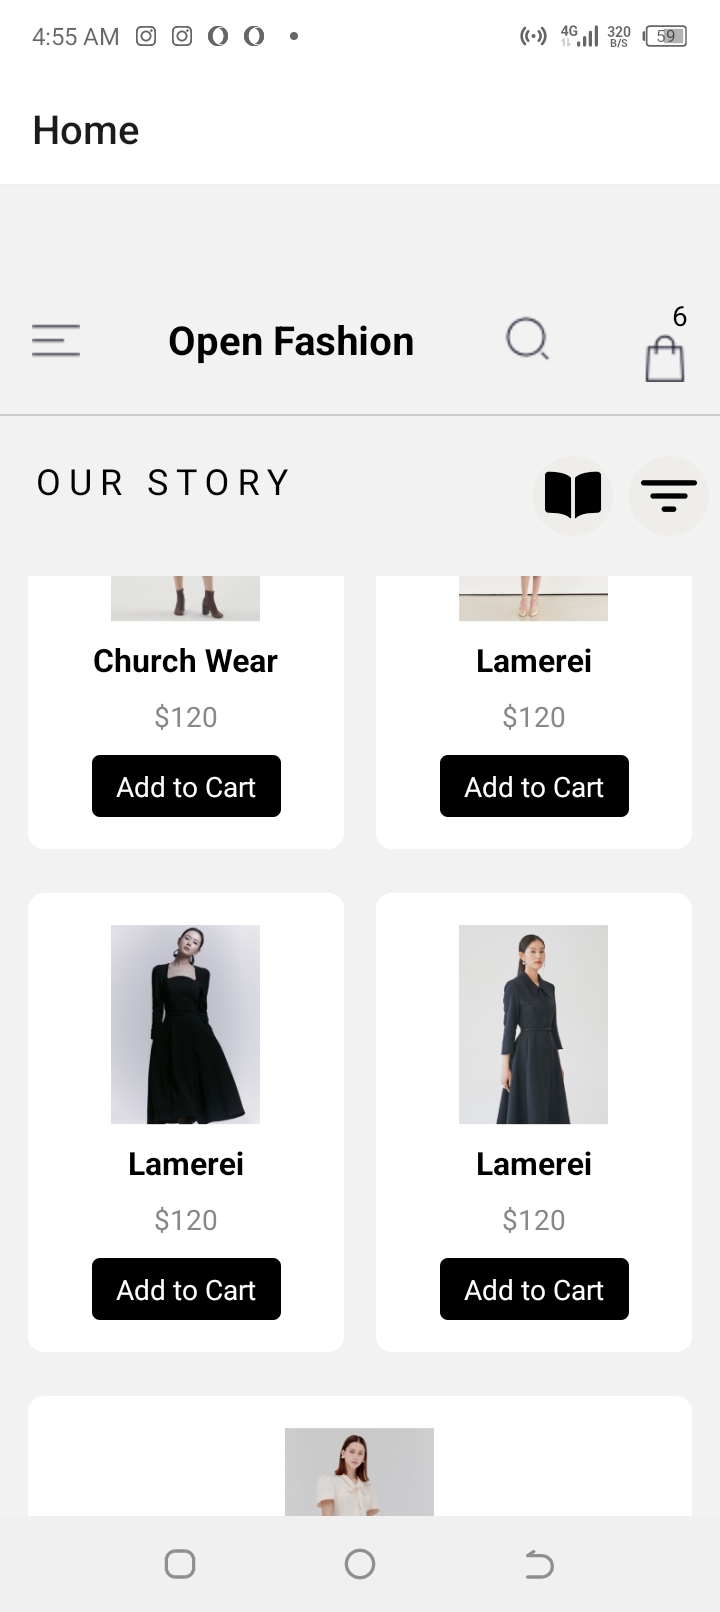 4:55 AM 4G 320 B/S 59
Home
6
Open Fashion
OUR STORY
Church Wear Lamerei
$120 $120
Add to Cart Add to Cart
Lamerei Lamerei
$120 $120
Add to Cart Add to Cart